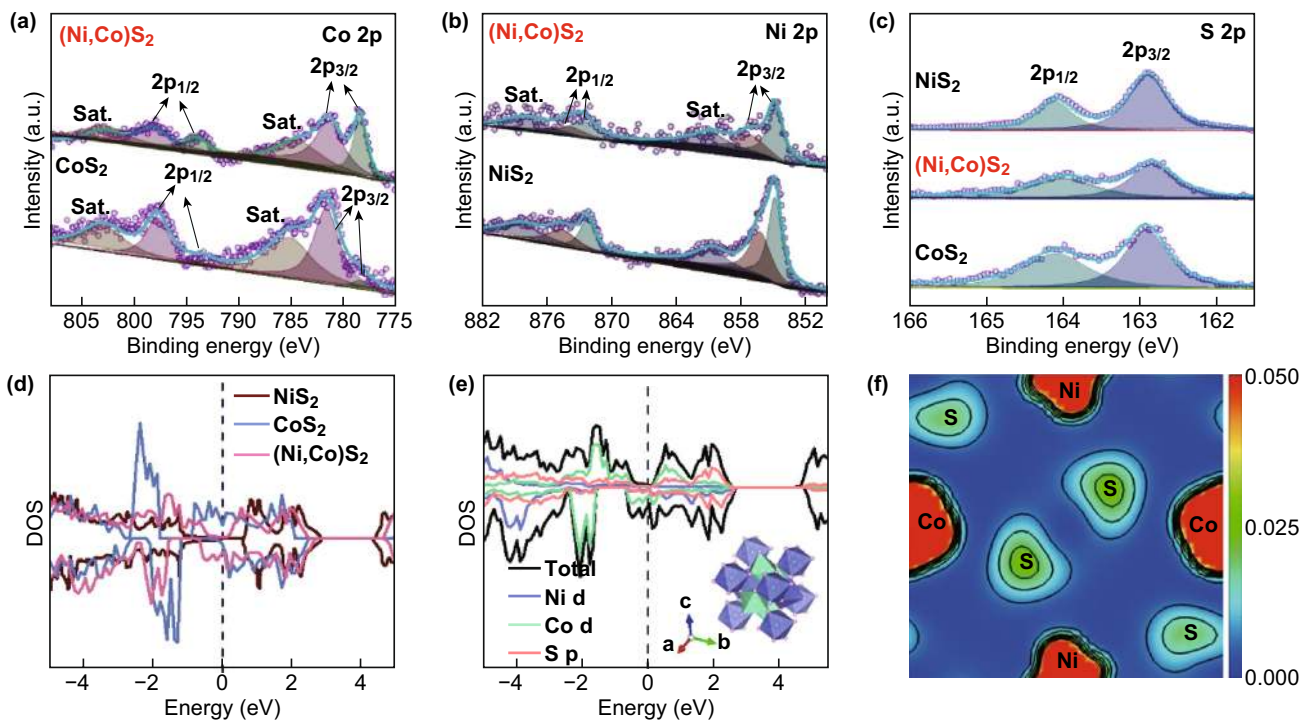 (a)
(Ni,Co)S2
Co 2p
2p3/2
2p1/2
Sat.
Sat.
CoS2
2p1/2
2p3/2
Sat.
Sat.
Intensity (a.u.)
805 800 795 790 785 780 775
Binding energy (eV)
(b)
(Ni,Co)S2
Ni 2p
2p1/2
2p3/2
Sat.
Sat.
NiS2
Intensity (a.u.)
882 876 870 862 856 850
Binding energy (eV)
(c)
S 2p
2p3/2
2p1/2
NiS2
(Ni,Co)S2
CoS2
Intensity (a.u.)
166 165 164 163 162
Binding energy (eV)
(d)
NiS2
CoS2
(Ni,Co)S2
DOS
−4 −2 0 2 4
Energy (eV)
(e)
Total
Ni d
Co d
S p
c
a
b
DOS
−4 −2 0 2 4
Energy (eV)
(f)
Ni
S
S
S
Co
Co
S
S
Ni
0.050
0.025
0.000